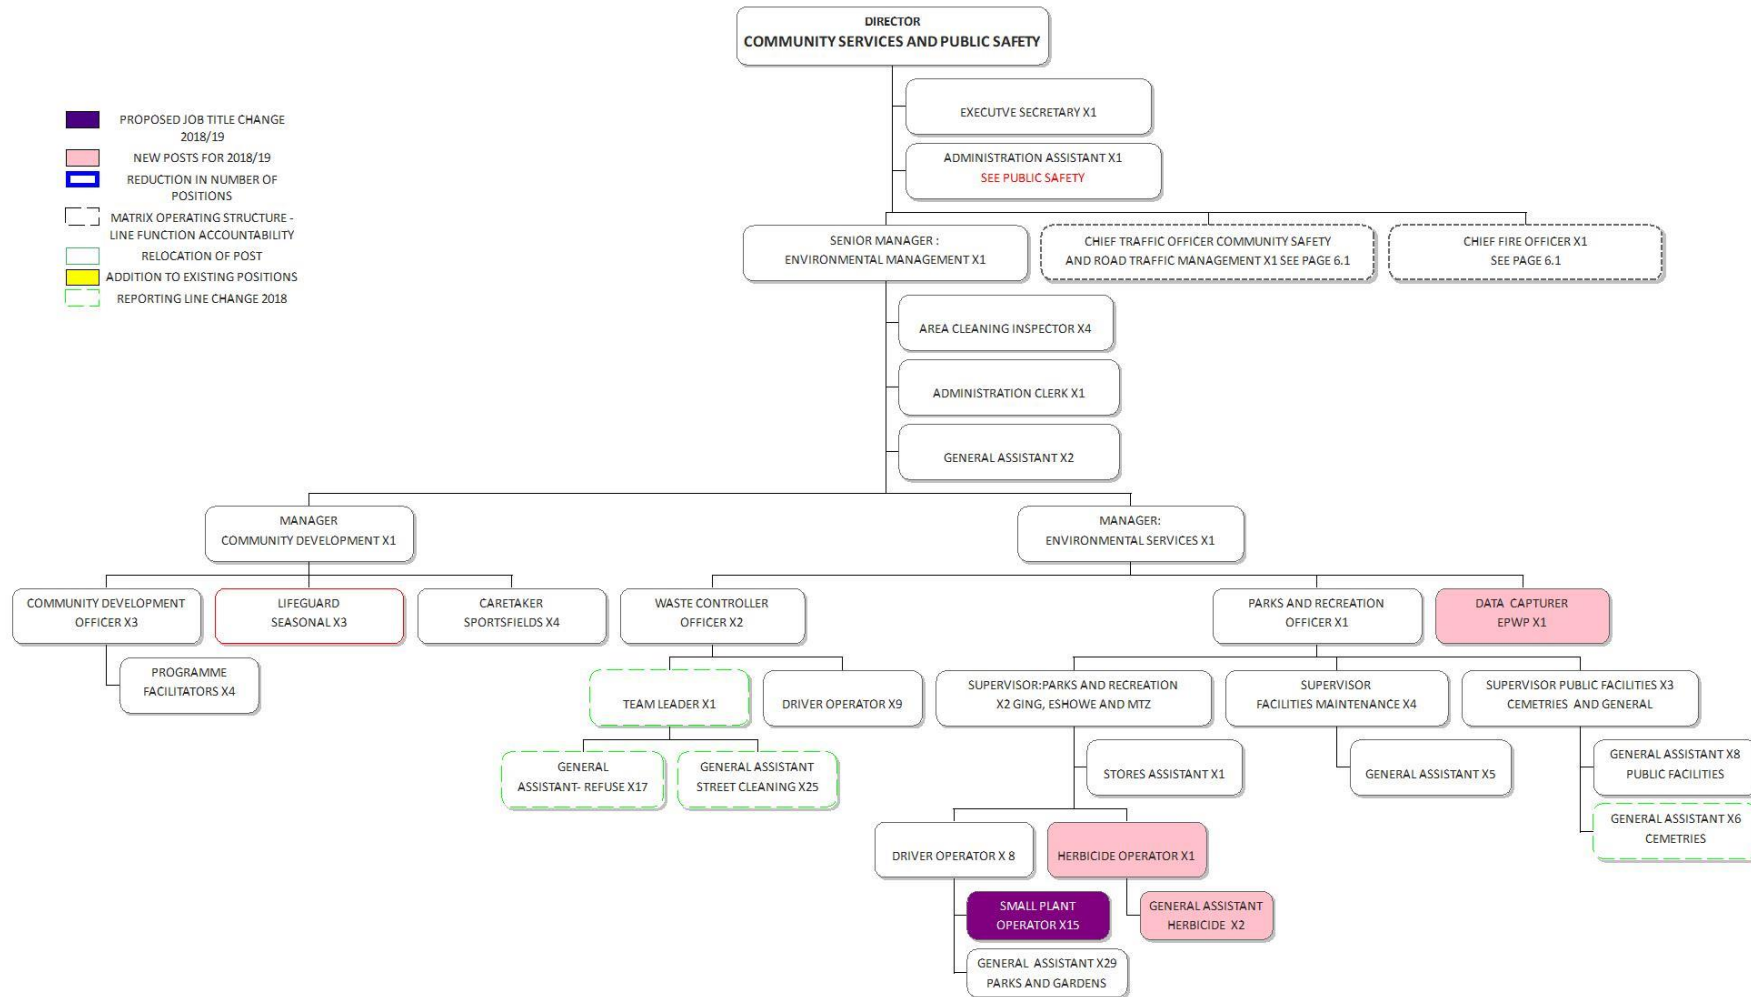 DIRECTOR
COMMUNITY SERVICES AND PUBLIC SAFETY
EXECUTVE SECRETARY X1
ADMINISTRATION ASSISTANT X1
SEE PUBLIC SAFETY
PROPOSED JOB TITLE CHANGE
2018/19
NEW POSTS FOR 2018/19
REDUCTION IN NUMBER OF
POSITIONS
MATRIX OPERATING STRUCTURE -
LINE FUNCTION ACCOUNTABILITY
RELOCATION OF POST
ADDITION TO EXISTING POSITIONS
REPORTING LINE CHANGE 2018
SENIOR MANAGER :
ENVIRONMENTAL MANAGEMENT X1
CHIEF TRAFFIC OFFICER COMMUNITY SAFETY
AND ROAD TRAFFIC MANAGEMENT X1 SEE PAGE 6.1
CHIEF FIRE OFFICER X1
SEE PAGE 6.1
AREA CLEANING INSPECTOR X4
ADMINISTRATION CLERK X1
GENERAL ASSISTANT X2
MANAGER
COMMUNITY DEVELOPMENT X1
MANAGER:
ENVIRONMENTAL SERVICES X1
COMMUNITY DEVELOPMENT
OFFICER X3
LIFEGUARD
SEASONAL X3
CARETAKER
SPORTSFIELDS X4
WASTE CONTROLLER
OFFICER X2
PARKS AND RECREATION
OFFICER X1
DATA CAPTURER
EPWP X1
PROGRAMME
FACILITATORS X4
TEAM LEADER X1
DRIVER OPERATOR X9
SUPERVISOR:PARKS AND RECREATION
X2 GING, ESHOWE AND MTZ
SUPERVISOR
FACILITIES MAINTENANCE X4
SUPERVISOR PUBLIC FACILITIES X3
CEMETRIES AND GENERAL
GENERAL
ASSISTANT- REFUSE X17
GENERAL ASSISTANT
STREET CLEANING X25
STORES ASSISTANT X1
GENERAL ASSISTANT X5
GENERAL ASSISTANT X8
PUBLIC FACILITIES
GENERAL ASSISTANT X6
CEMETRIES
DRIVER OPERATOR X 8
HERBICIDE OPERATOR X1
SMALL PLANT
OPERATOR X15
GENERAL ASSISTANT
HERBICIDE X2
GENERAL ASSISTANT X29
PARKS AND GARDENS